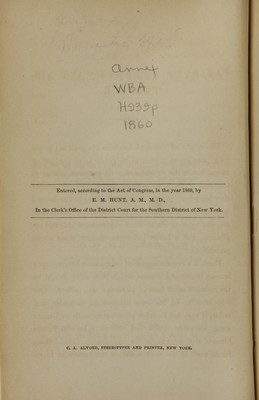 Annex
WBA
H939p
1860
Entered, according to the Act of Congress, in the year 1860, by
E. M. HUNT, A. M., M. D.,
In the Clerk's Office of the District Court for the Southern District of New York.
C. A. ALVORD, STEREOTYPER AND PRINTER, NEW YORK.